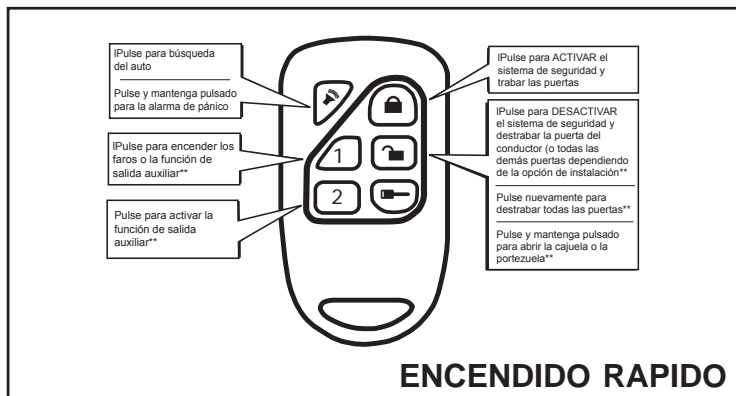 IPulse para búsqueda
del auto
Pulse y mantenga pulsado
para la alarma de pánico
IPulse para encender los
faros o la función de
salida auxiliar**
Pulse para activar la
función de salida
auxiliar**
1
2
IPulse para ACTIVAR el
sistema de seguridad y
trabar las puertas
IPulse para DESACTIVAR
el sistema de seguridad y
destrabar la puerta del
conductor (o todas las
demás puertas dependiendo
de la opción de instalación**
Pulse nuevamente para
destrabar todas las puertas**
Pulse y mantenga pulsado
para abrir la cajuela o la
portezuela**
ENCENDIDO RAPIDO